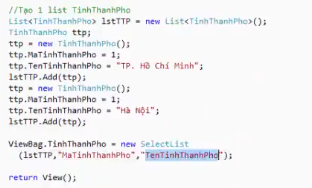 //Tạo 1 list TinhThanhPho
List<TinhThanhPho> lstTTP = new List<TinhThanhPho>();
TinhThanhPho ttp;
ttp = new TinhThanhPho();
ttp.MaTinhThanhPho = 1;
ttp.TenTinhThanhPho = "TP. Hồ Chí Minh";
lstTTP.Add(ttp);
ttp = new TinhThanhPho();
ttp.MaTinhThanhPho = 1;
ttp.TenTinhThanhPho = "Hà Nội";
lstTTP.Add(ttp);
ViewBag.TinhThanhPho = new SelectList
(lstTTP,"MaTinhThanhPho","TenTinhThanhPho");
return View();